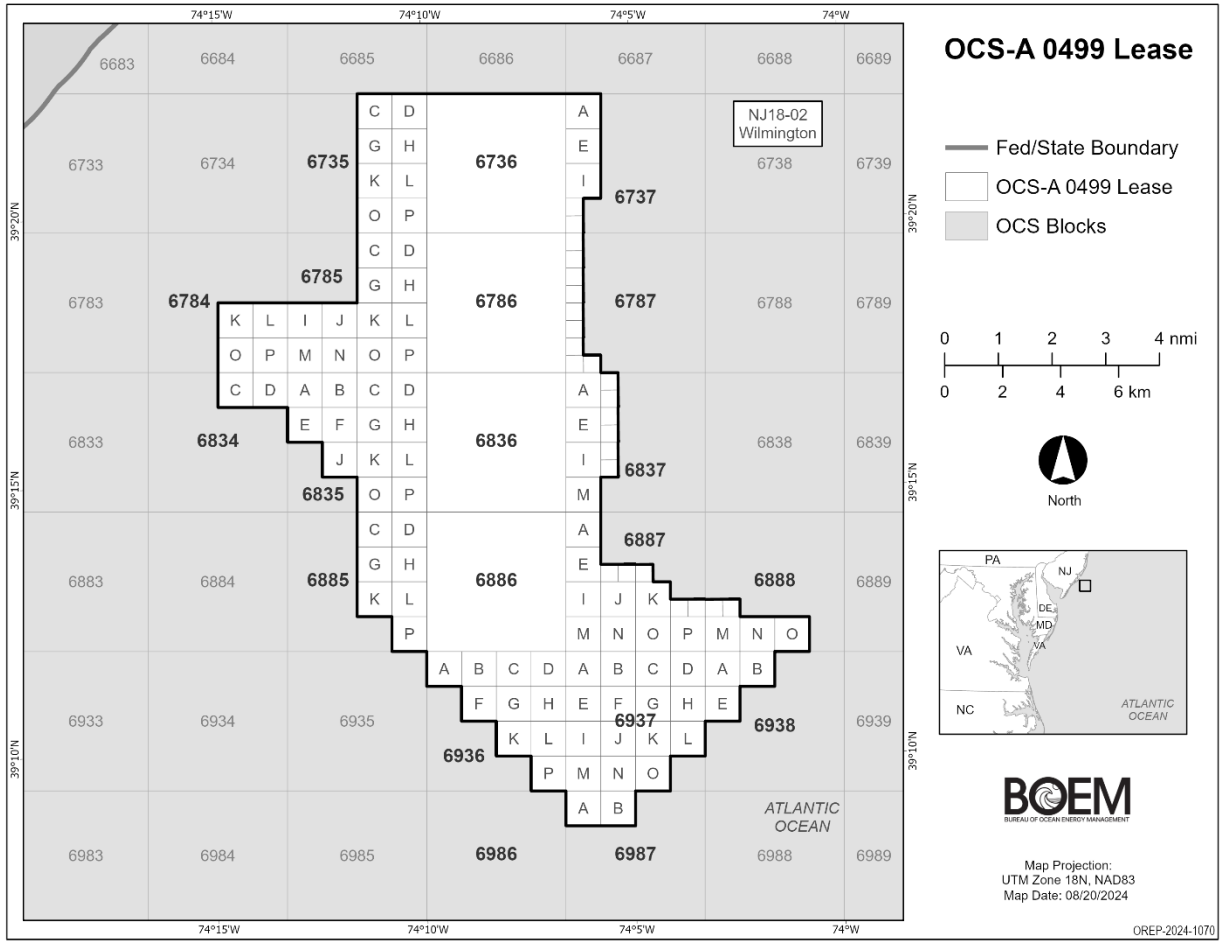 74°15'W 74°10'W 74°5'W 74°W
OCS-A 0499 Lease
6683 6684 6685 6686 6687 6688 6689
NJ18-02
Wilmington
C D A
G H E
6733 6734 6735 6736 6738 6739
K L I
6737
O P
39°20'N 39°20'N
C D
6785
G H
6783 6784 6786 6787 6788 6789
K L I J K L
O P M N O P
C D A B C D A
E F G H E
6833 6834 6836 6838 6839
J K L I
6837
6835 O P M
39°15'N 39°15'N
C D A
6887
G H E
6883 6884 6885 6886 6888 6889
K L I J K
P M N O P M N O
A B C D A B C D A B
F G H E F G H E
6933 6934 6935 6937 6938 6939
K L I J K L
6936
39°10'N 39°10'N
P M N O
A B
ATLANTIC
OCEAN
6983 6984 6985 6986 6987 6988 6989
74°15'W 74°10'W 74°5'W 74°W
Fed/State Boundary
OCS-A 0499 Lease
OCS Blocks
0 1 2 3 4 nmi
0 2 4 6 km
North
PA
NJ
DE
MD
VA
VA
NC
ATLANTIC
OCEAN
BOEM
BUREAU OF OCEAN ENERGY MANAGEMENT
Map Projection:
UTM Zone 18N, NAD83
Map Date: 08/20/2024
OREP-2024-1070